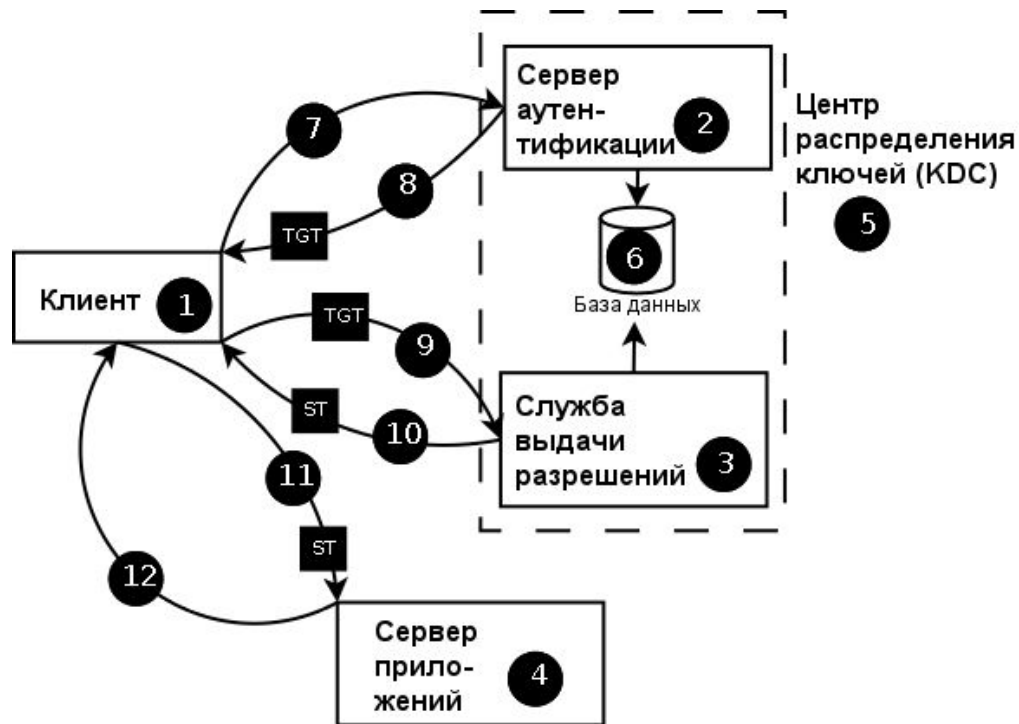 Сервер
аутен-
тификации
2
Центр
распределения
ключей (KDC)
5
7
8
TGT
6
База данных
Клиент
1
TGT
9
ST
10
Служба
выдачи
разрешений
3
11
ST
12
Сервер
прило-
жений
4